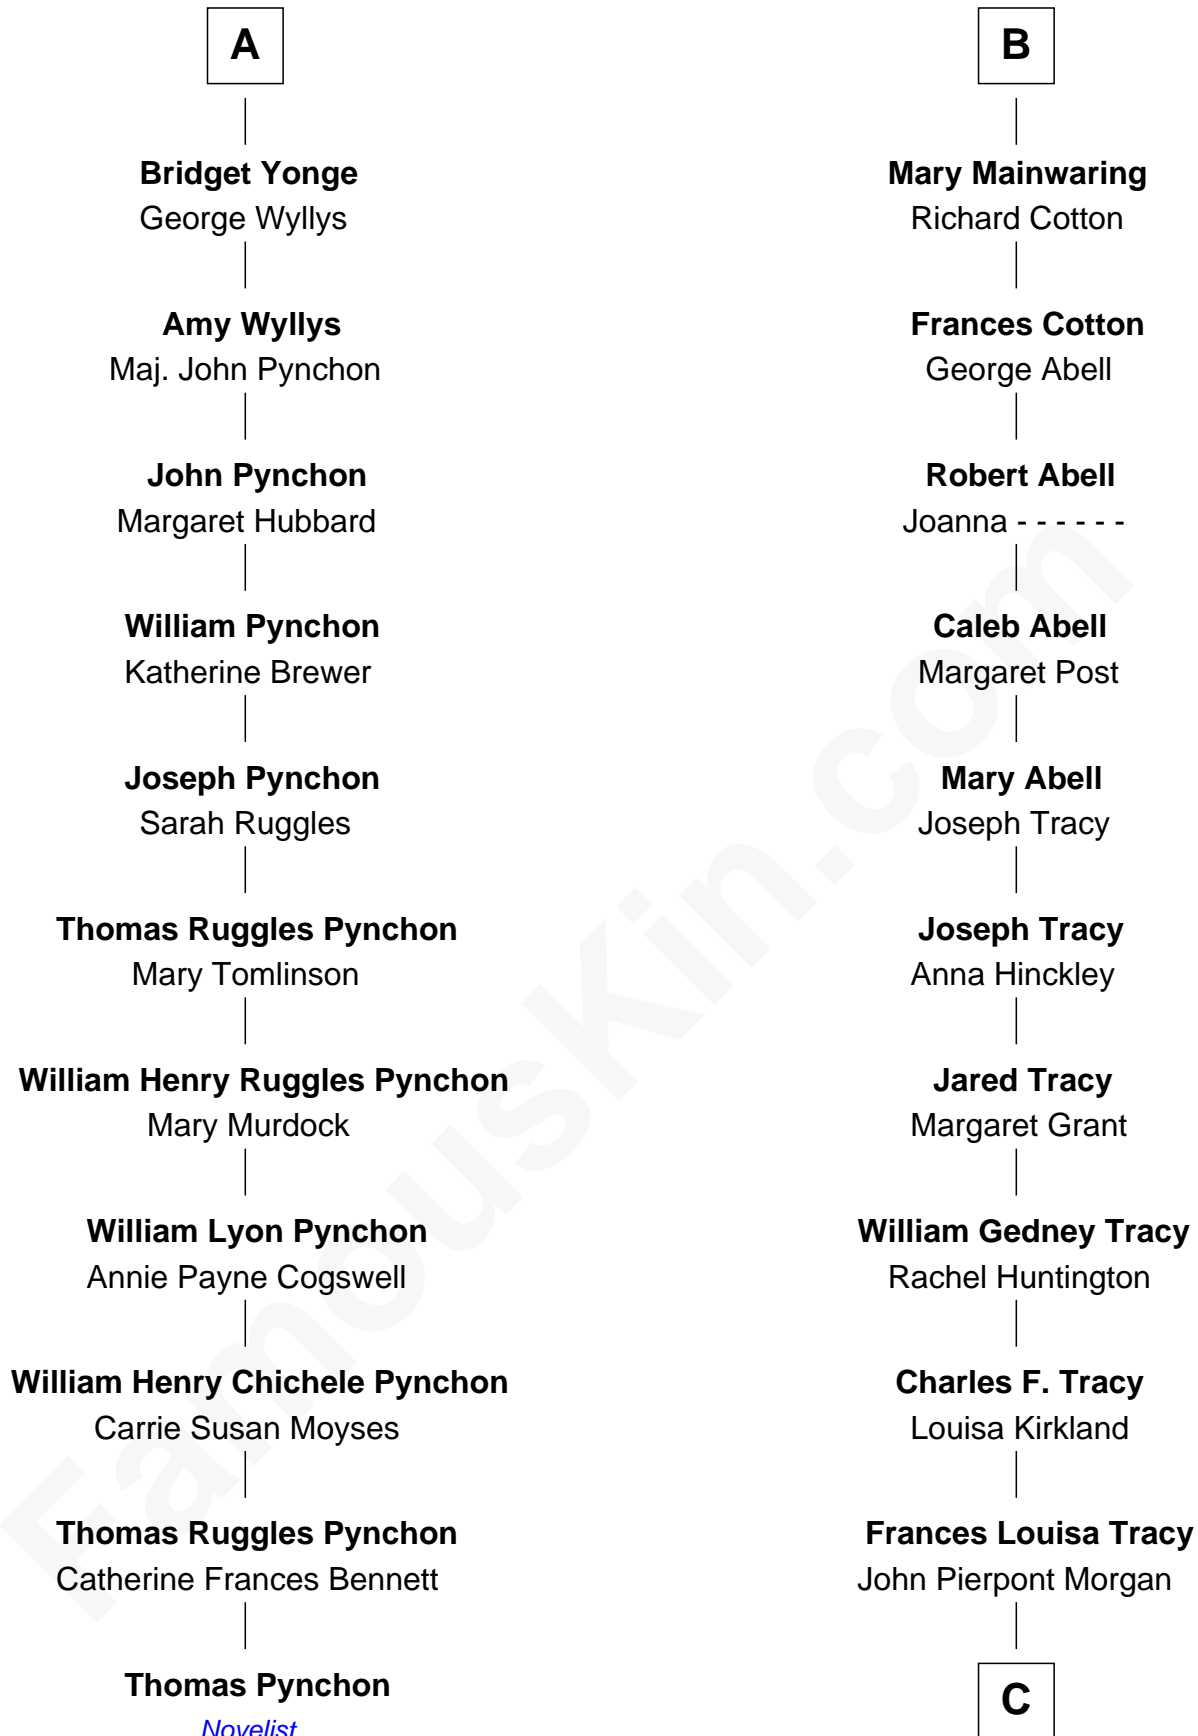 A
Bridget Yonge
George Wyllys
Amy Wyllys
Maj. John Pynchon
John Pynchon
Margaret Hubbard
William Pynchon
Katherine Brewer
Joseph Pynchon
Sarah Ruggles
Thomas Ruggles Pynchon
Mary Tomlinson
William Henry Ruggles Pynchon
Mary Murdock
William Lyon Pynchon
Annie Payne Cogswell
William Henry Chichele Pynchon
Carrie Susan Moyses
Thomas Ruggles Pynchon
Catherine Frances Bennett
Thomas Pynchon
Novelist
B
Mary Mainwaring
Richard Cotton
Frances Cotton
George Abell
Robert Abell
Joanna - - - - - -
Caleb Abell
Margaret Post
Mary Abell
Joseph Tracy
Joseph Tracy
Anna Hinckley
Jared Tracy
Margaret Grant
William Gedney Tracy
Rachel Huntington
Charles F. Tracy
Louisa Kirkland
Frances Louisa Tracy
John Pierpont Morgan
C
FamousKin.com